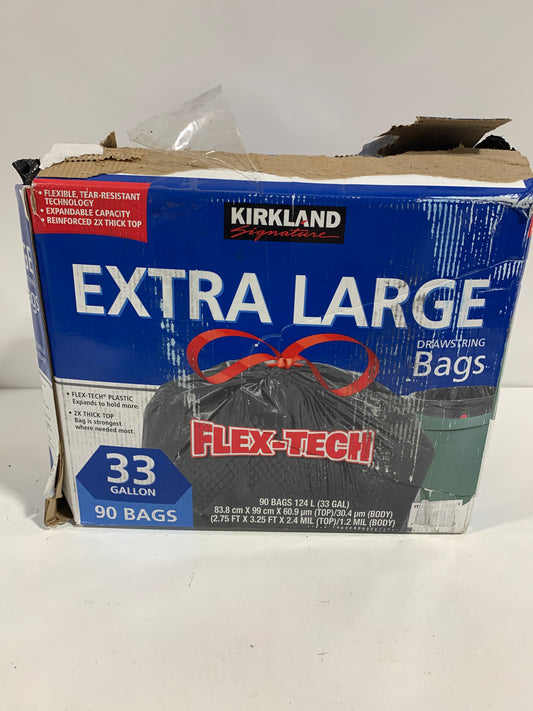 • FLEXIBLE, TEAR-RESISTANT
TECHNOLOGY
• EXPANDABLE CAPACITY
• REINFORCED 2X THICK TOP
KIRKLAND
Signature
EXTRA LARGE
DRAWSTRING
Bags
• FLEX-TECH® PLASTIC
Expands to hold more.
• 2X THICK TOP
Bag is strongest
where needed most.
FLEX-TECH
33
GALLON
90 BAGS
90 BAGS 124 L (33 GAL)
83.8 cm X 99 cm X 60.9 µm (TOP)/30.4 µm (BODY)
(2.75 FT X 3.25 FT X 2.4 MIL (TOP)/1.2 MIL (BODY)